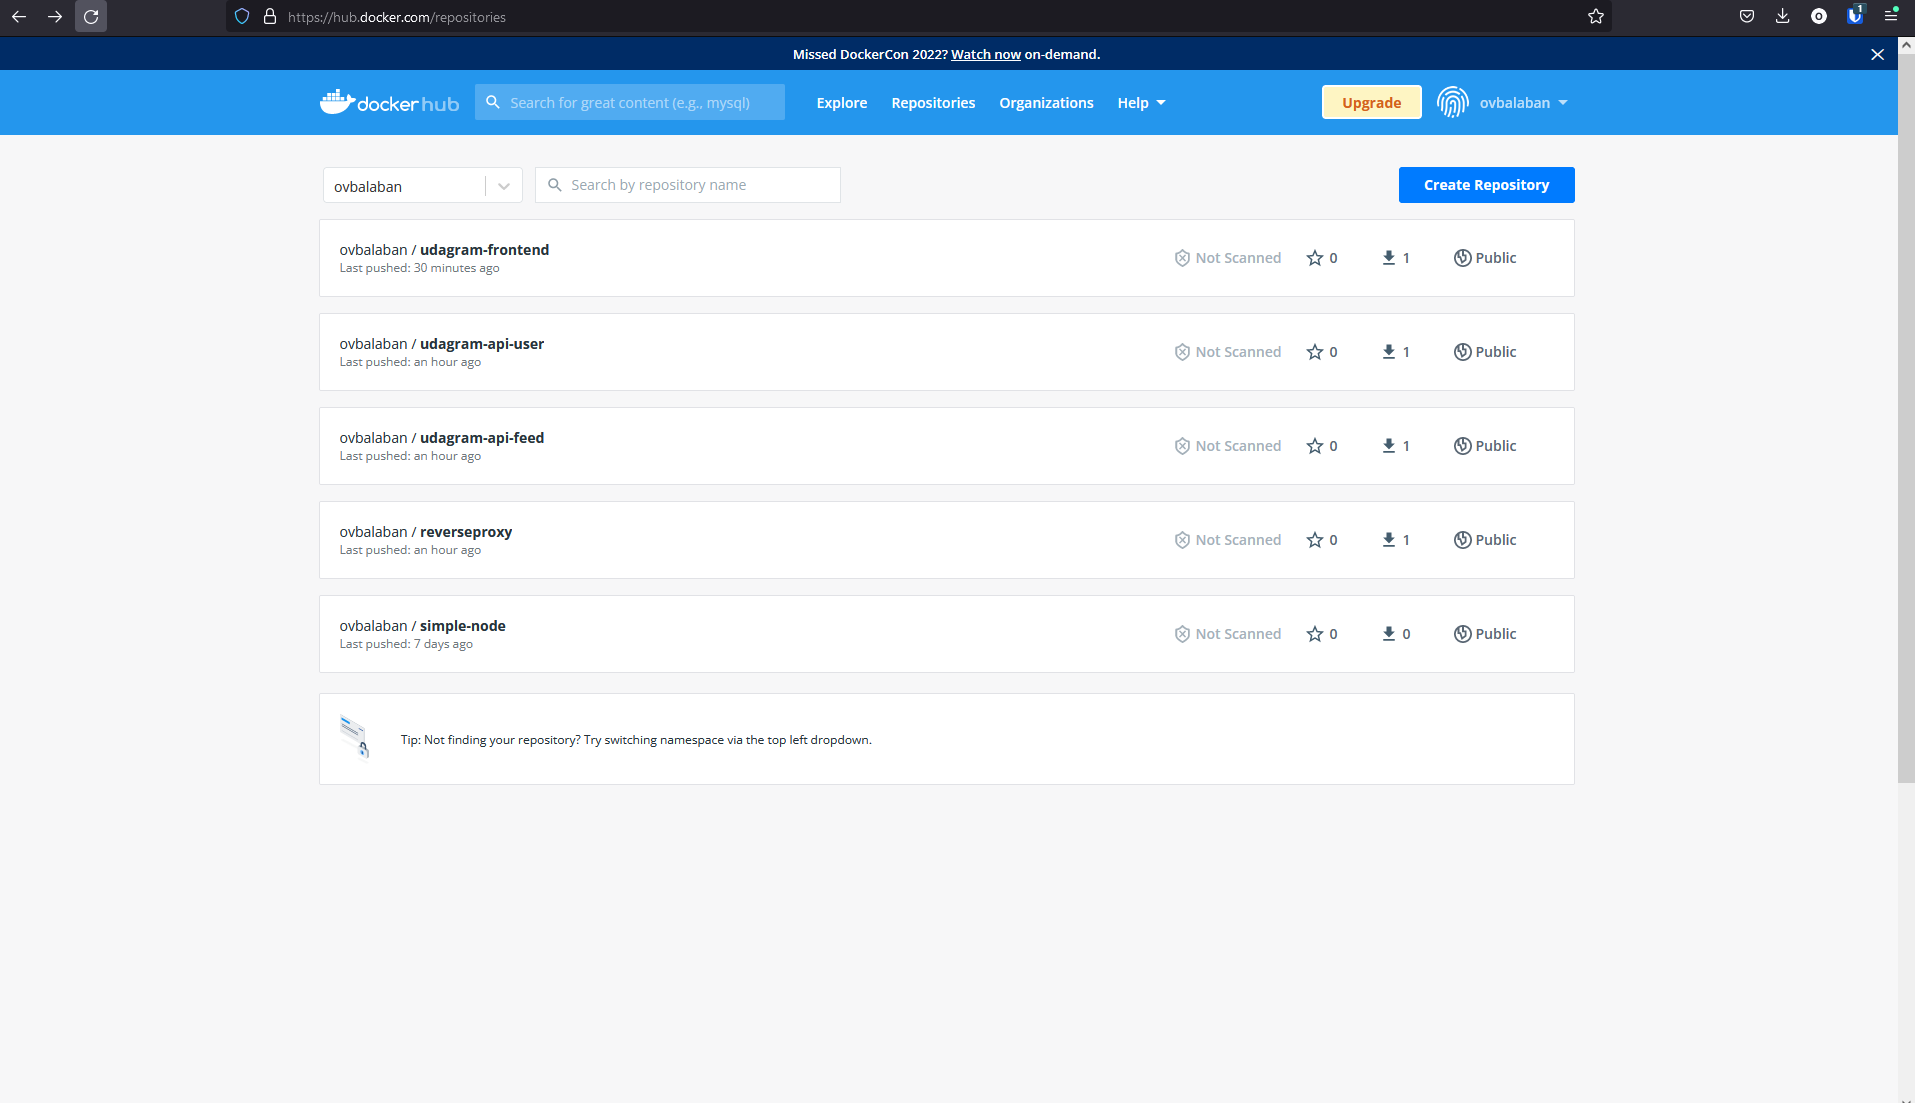 https://hub.docker.com/repositories
1
Missed DockerCon 2022? Watch now on-demand.
docker hub
Search for great content (e.g., mysql)
Explore
Repositories
Organizations
Help
Upgrade
ovbalaban
ovbalaban
Search by repository name
Create Repository
ovbalaban / udagram-frontend
Last pushed: 30 minutes ago
Not Scanned
0
1
Public
ovbalaban / udagram-api-user
Last pushed: an hour ago
Not Scanned
0
1
Public
ovbalaban / udagram-api-feed
Last pushed: an hour ago
Not Scanned
0
1
Public
ovbalaban / reverseproxy
Last pushed: an hour ago
Not Scanned
0
1
Public
ovbalaban / simple-node
Last pushed: 7 days ago
Not Scanned
0
0
Public
Tip: Not finding your repository? Try switching namespace via the top left dropdown.